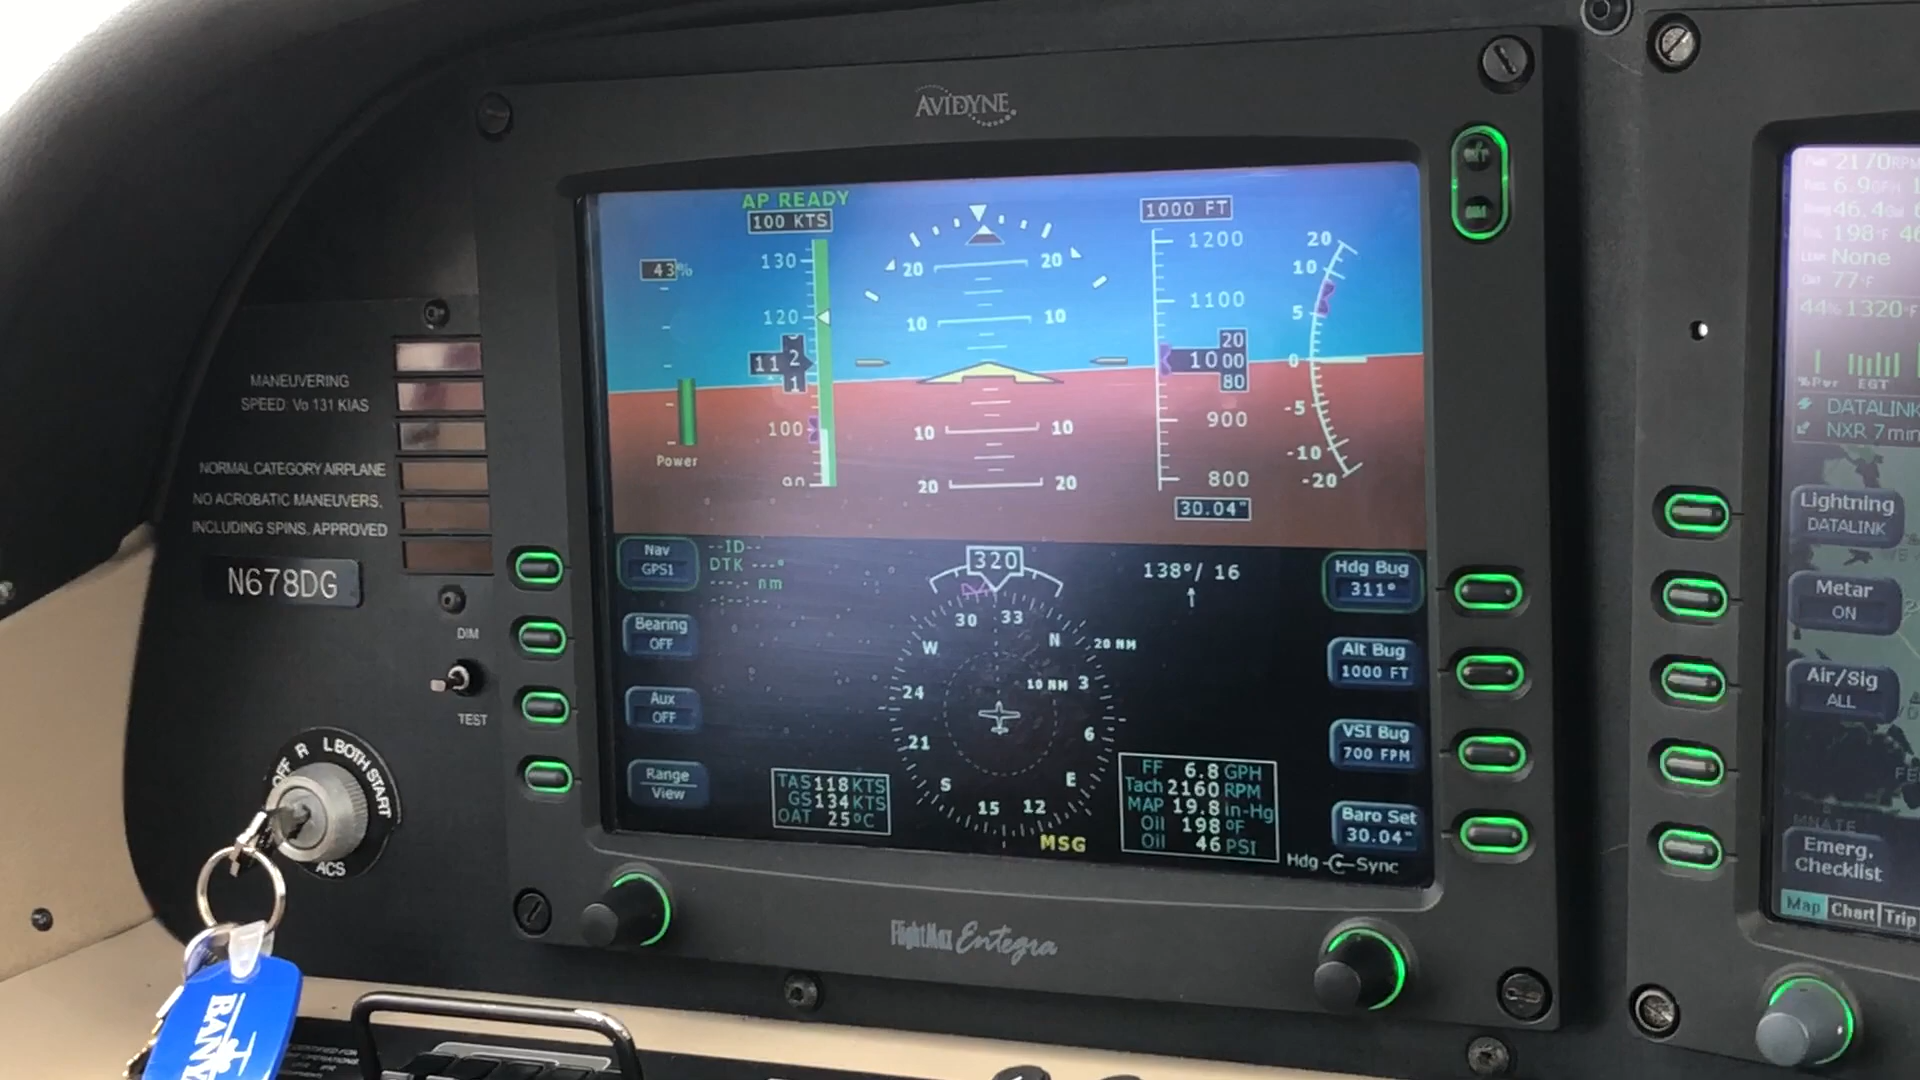 AVIDYNE
AP READY
100 KTS
43%
130
120
11 2
1
100
90
Power
20 20
10 10
10 10
20 20
1000 FT
1200
1100
20
10 00
80
900
800
30.04"
20
10
5
0
-5
-10
-20
MANEUVERING
SPEED: Vo 131 KIAS
NORMAL CATEGORY AIRPLANE
NO ACROBATIC MANEUVERS,
INCLUDING SPINS, APPROVED
N678DG
DIM
TEST
OFF R L BOTH START
ACS
Nav
GPS1
--ID--
DTK ---°
---.- nm
Bearing
OFF
Aux
OFF
Range
View
320
138°/ 16
30 33 N 3 6 E 12 15 S 21 24 W
20 NM
10 NM
TAS 118 KTS
GS 134 KTS
OAT 25°C
MSG
FF 6.8 GPH
Tach 2160 RPM
MAP 19.8 in-Hg
Oil 198 °F
Oil 46 PSI
Hdg Bug
311°
Alt Bug
1000 FT
VSI Bug
700 FPM
Baro Set
30.04"
Hdg Sync
FlightMax Entegra
2170 RPM
6.9 GPH
46.4
198°F
None
77°F
44% 1320°F
%Pwr EGT
DATALINK
NXR 7min
Lightning
DATALINK
Metar
ON
Air/Sig
ALL
Emerg.
Checklist
Map Chart Trip